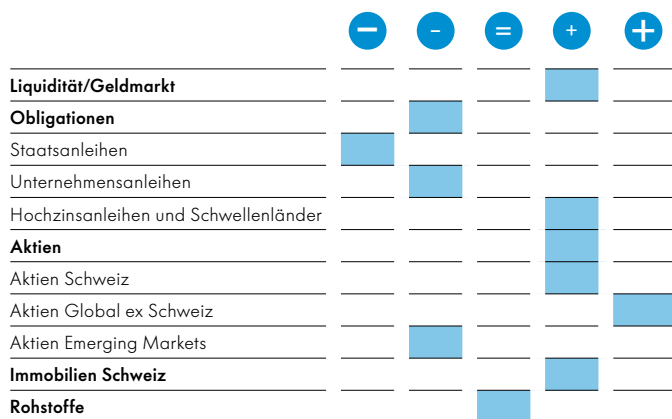 − - = + +
Liquidität/Geldmarkt
Obligationen
Staatsanleihen
Unternehmensanleihen
Hochzinsanleihen und Schwellenländer
Aktien
Aktien Schweiz
Aktien Global ex Schweiz
Aktien Emerging Markets
Immobilien Schweiz
Rohstoffe